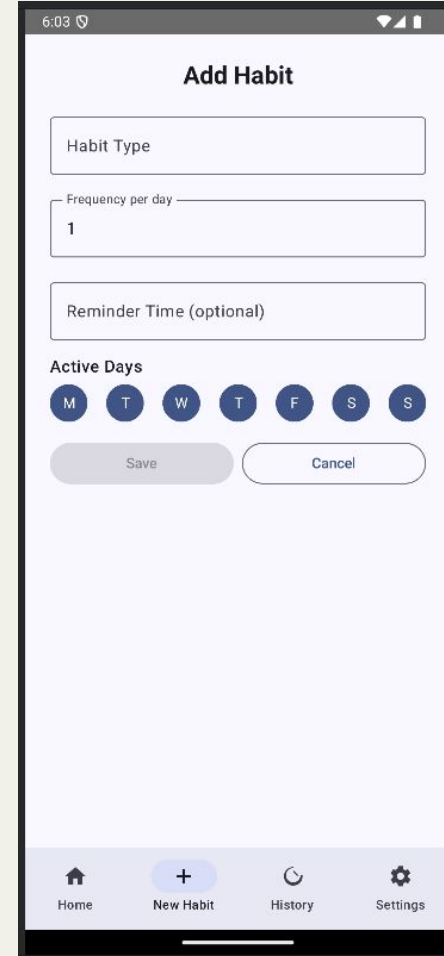 6:03
Add Habit
Habit Type
Frequency per day
1
Reminder Time (optional)
Active Days
M T W T F S S
Save Cancel
Home New Habit History Settings